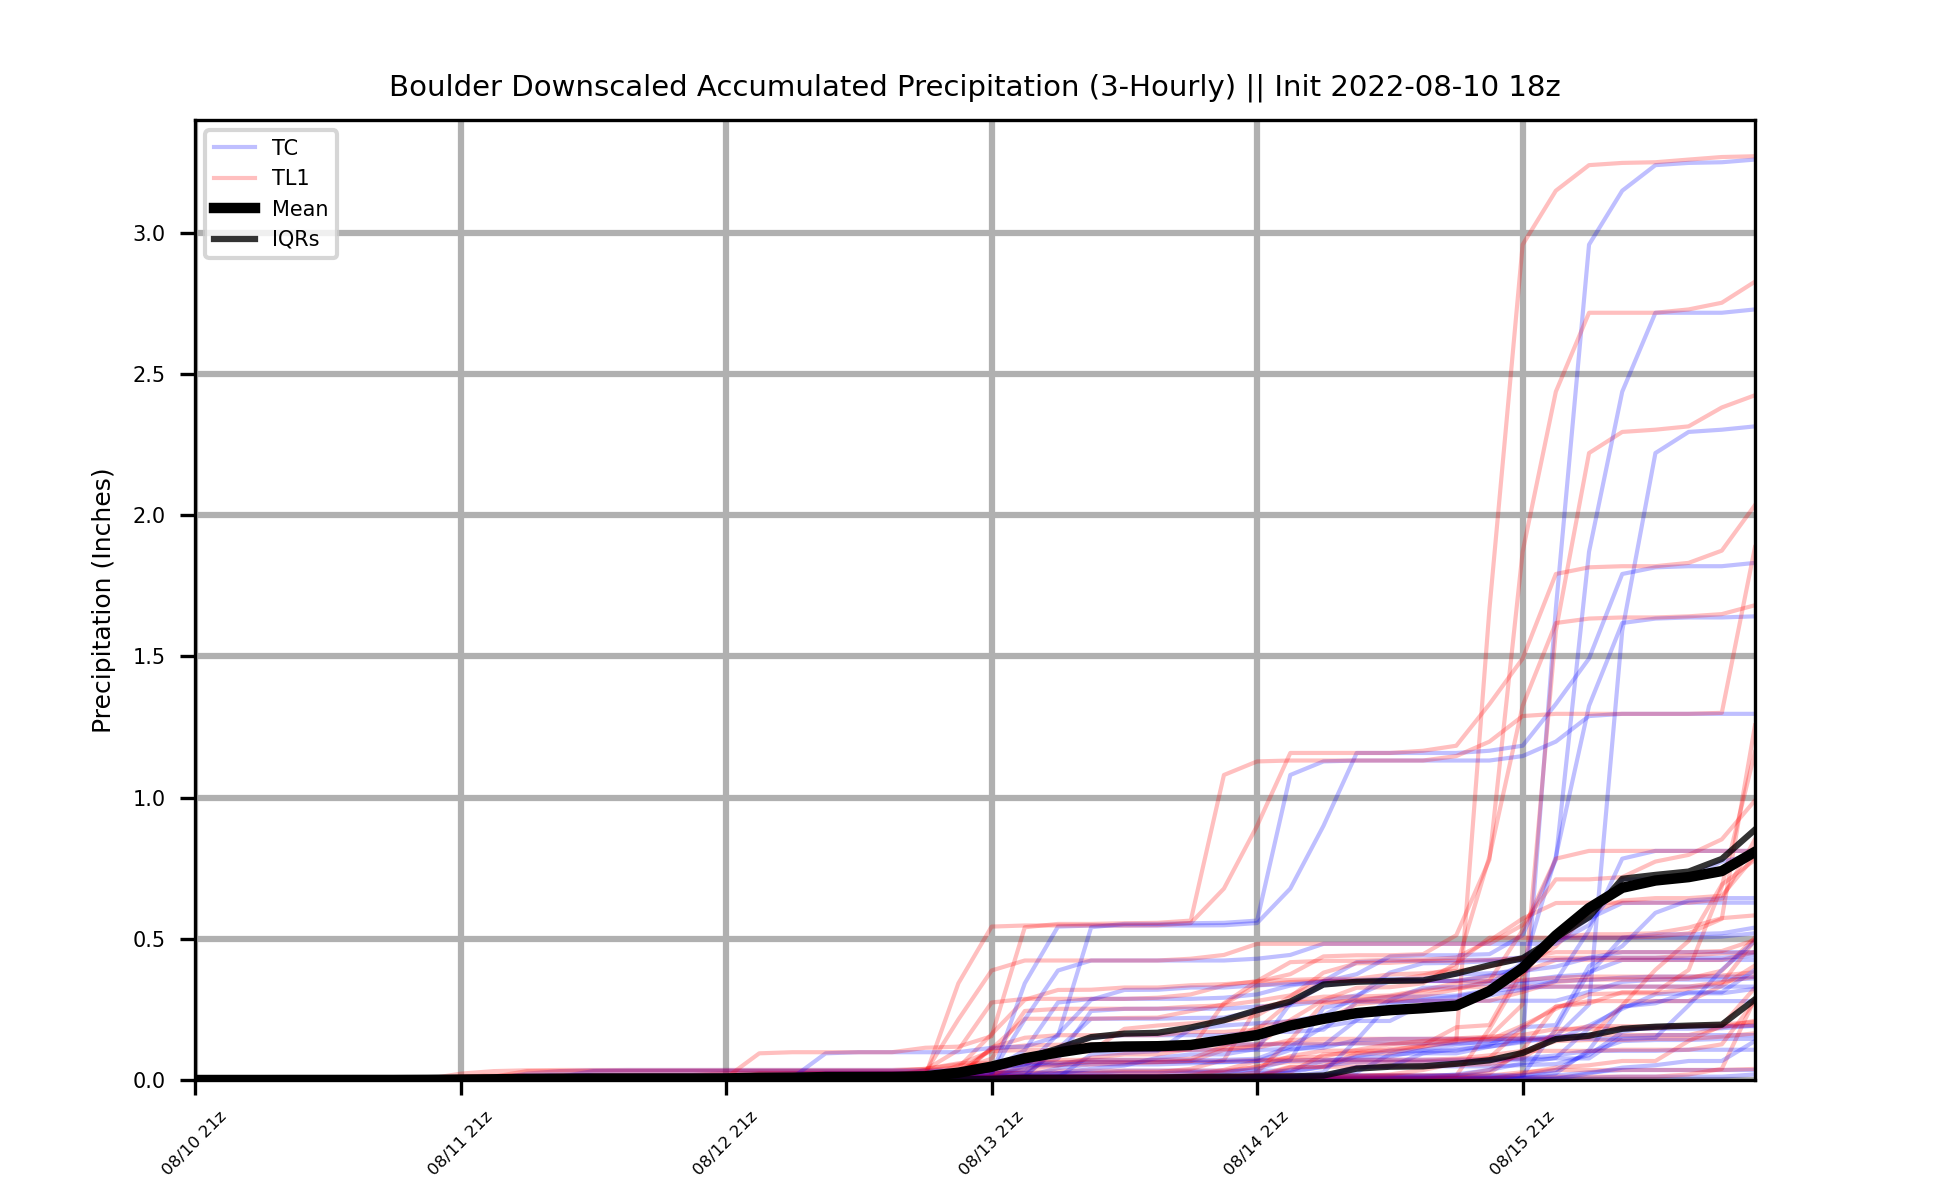 Boulder Downscaled Accumulated Precipitation (3-Hourly) || Init 2022-08-10 18z
TC
TL1
Mean
IQRs
Precipitation (Inches)
3.0
2.5
2.0
1.5
1.0
0.5
0.0
08/10 21z
08/11 21z
08/12 21z
08/13 21z
08/14 21z
08/15 21z